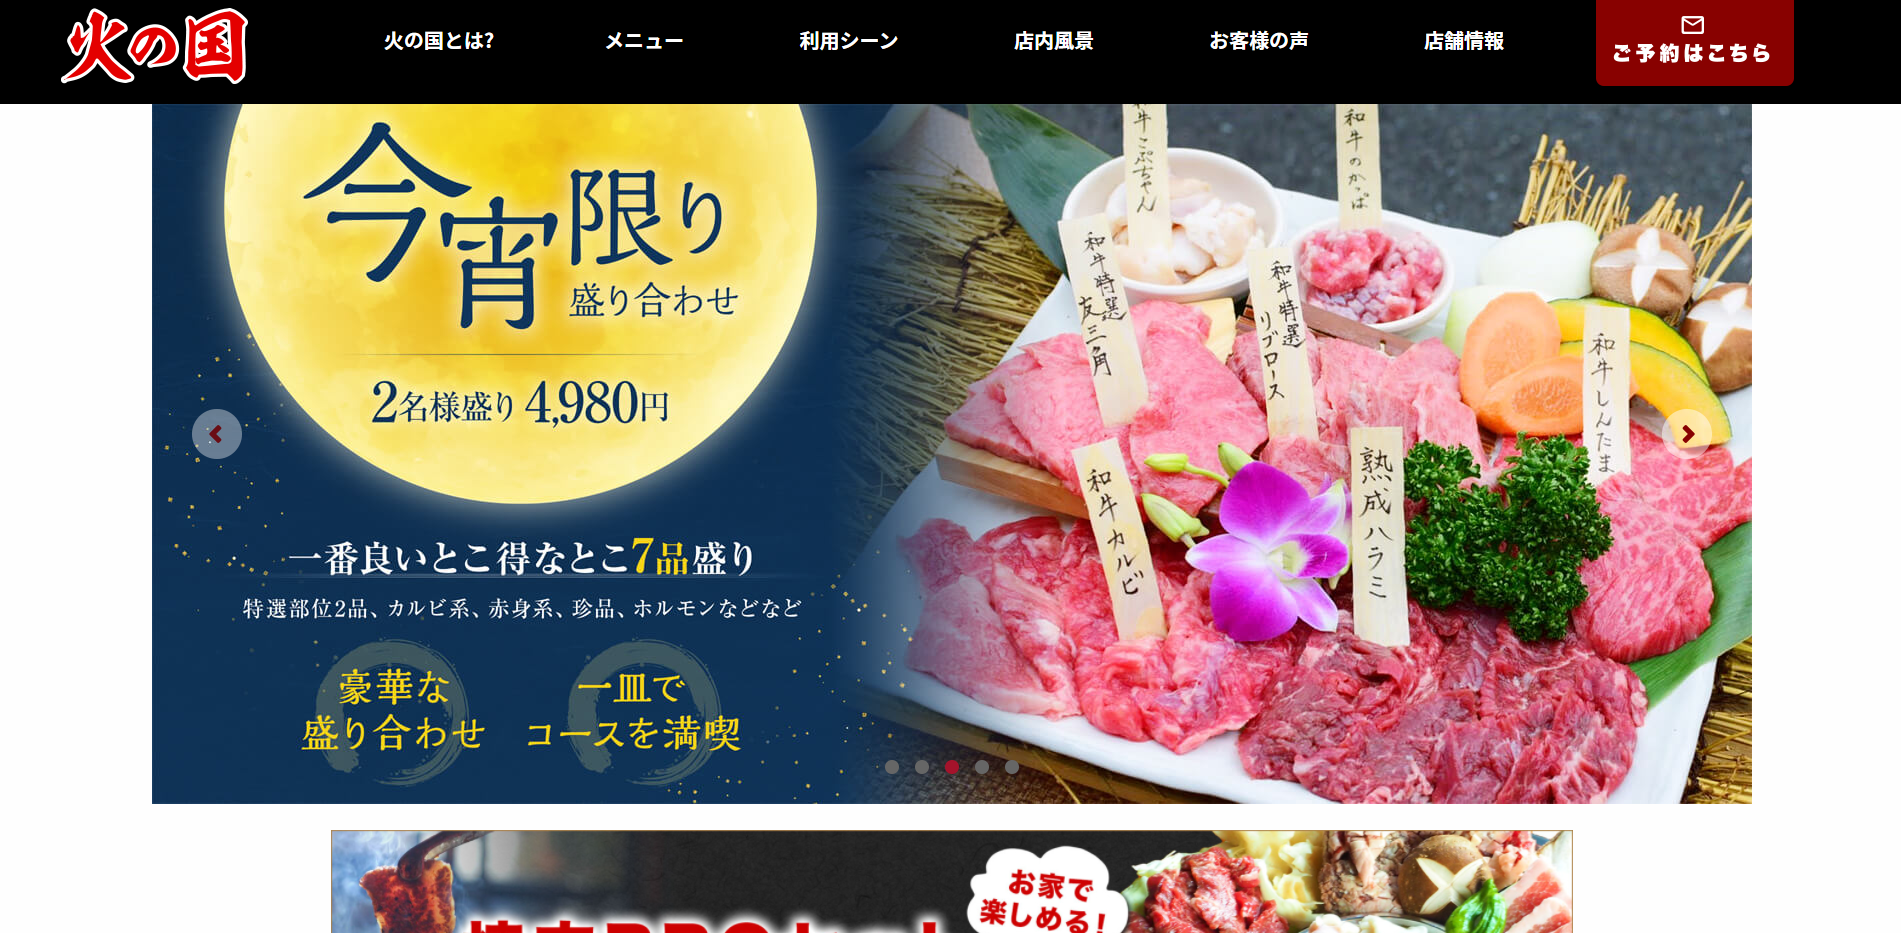 火の国
火の国とは?
メニュー
利用シーン
店内風景
お客様の声
店舗情報
ご予約はこちら
今宵限り
盛り合わせ
2名様盛り 4,980円
一番良いとこ得なとこ7品盛り
特選部位2品、カルビ系、赤身系、珍品、ホルモンなどなど
豪華な
盛り合わせ
一皿で
コースを満喫
和牛こぷちゃん
和牛のかっぱ
和牛特選
友三角
和牛特選
リブロース
和牛しんたま
和牛カルビ
熟成ハラミ
お家で
楽しめる!